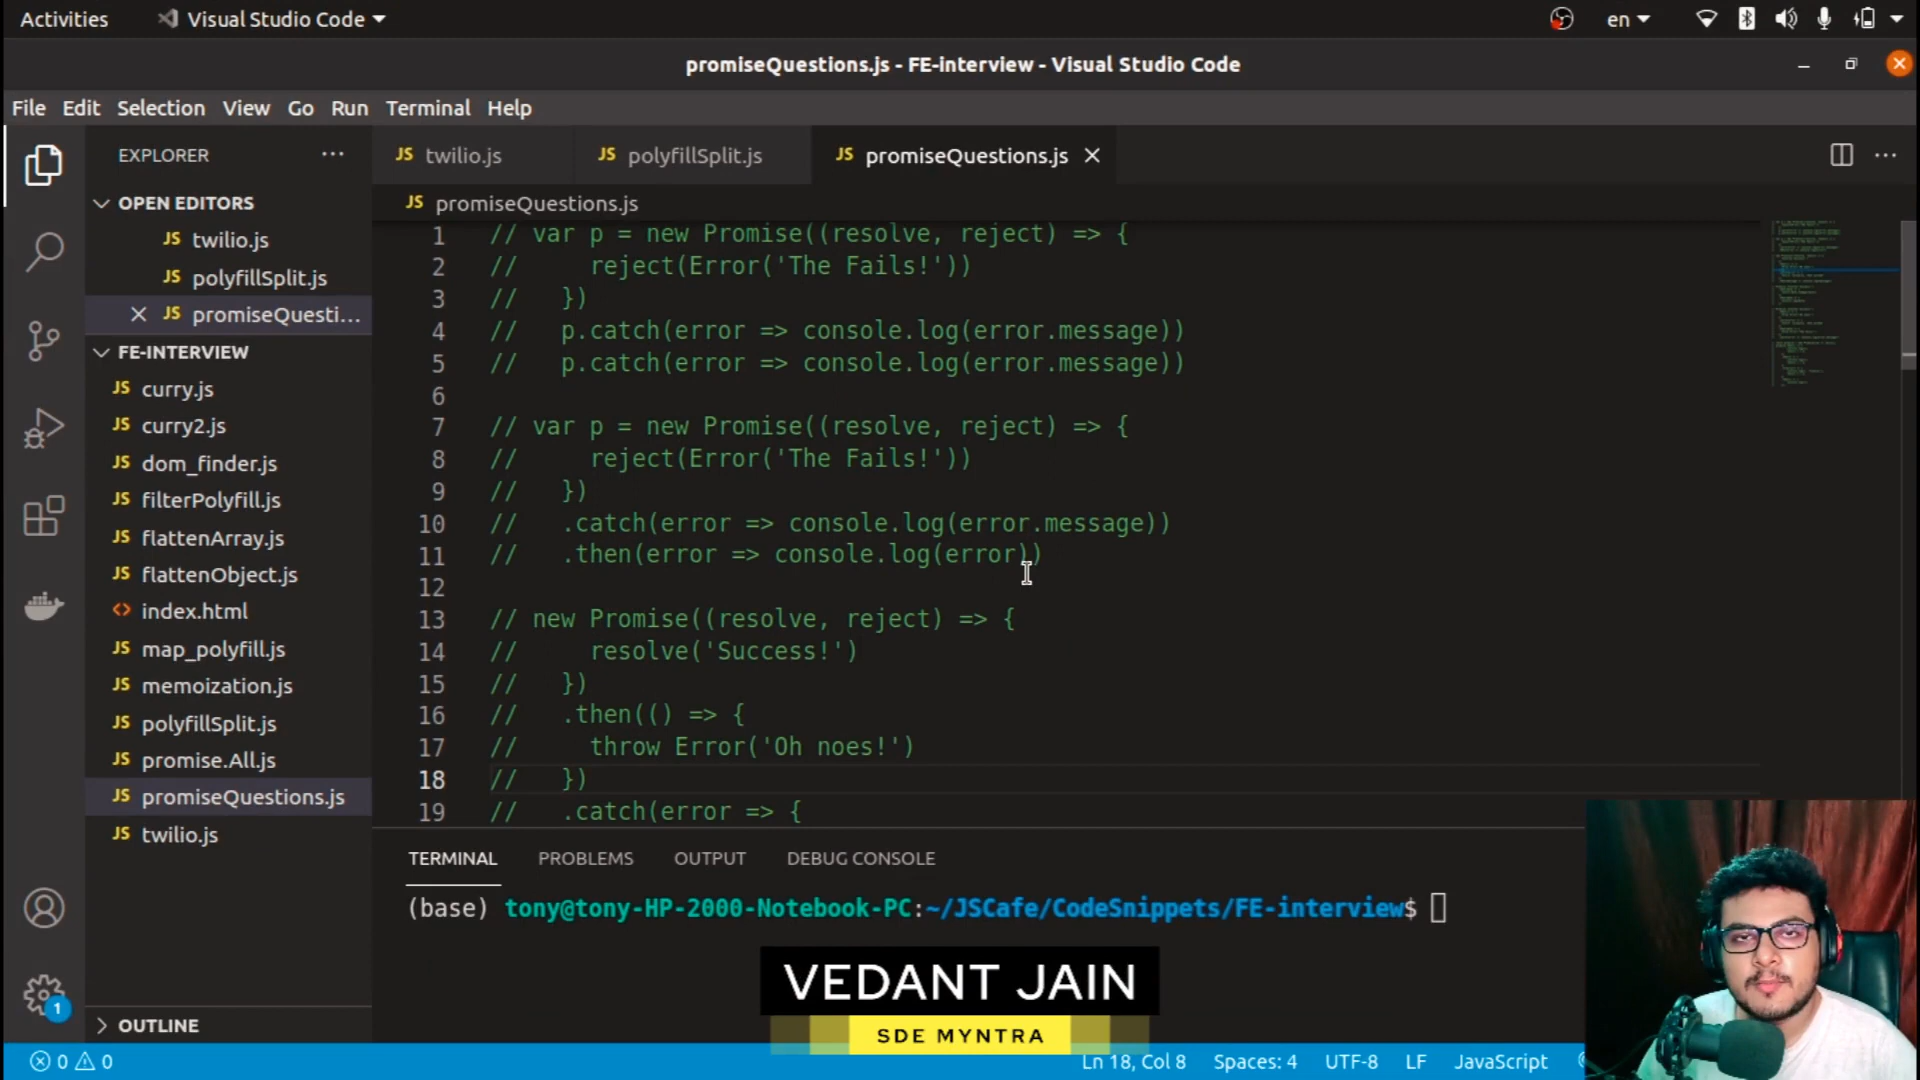 Activities
Visual Studio Code
en
promiseQuestions.js - FE-interview - Visual Studio Code
File Edit Selection View Go Run Terminal Help
EXPLORER
OPEN EDITORS
JS twilio.js
JS polyfillSplit.js
JS promiseQuesti...
FE-INTERVIEW
JS curry.js
JS curry2.js
JS dom_finder.js
JS filterPolyfill.js
JS flattenArray.js
JS flattenObject.js
<> index.html
JS map_polyfill.js
JS memoization.js
JS polyfillSplit.js
JS promise.All.js
JS promiseQuestions.js
JS twilio.js
OUTLINE
1
JS twilio.js
JS polyfillSplit.js
JS promiseQuestions.js
JS promiseQuestions.js
1 // var p = new Promise((resolve, reject) => {
2 //     reject(Error('The Fails!'))
3 //   })
4 //   p.catch(error => console.log(error.message))
5 //   p.catch(error => console.log(error.message))
6
7 // var p = new Promise((resolve, reject) => {
8 //     reject(Error('The Fails!'))
9 //   })
10 //   .catch(error => console.log(error.message))
11 //   .then(error => console.log(error))
12
13 // new Promise((resolve, reject) => {
14 //     resolve('Success!')
15 //   })
16 //   .then(() => {
17 //     throw Error('Oh noes!')
18 //   })
19 //   .catch(error => {
TERMINAL PROBLEMS OUTPUT DEBUG CONSOLE
(base) tony@tony-HP-2000-Notebook-PC:~/JSCafe/CodeSnippets/FE-interview$
VEDANT JAIN
SDE MYNTRA
0 0
Ln 18, Col 8 Spaces: 4 UTF-8 LF JavaScript